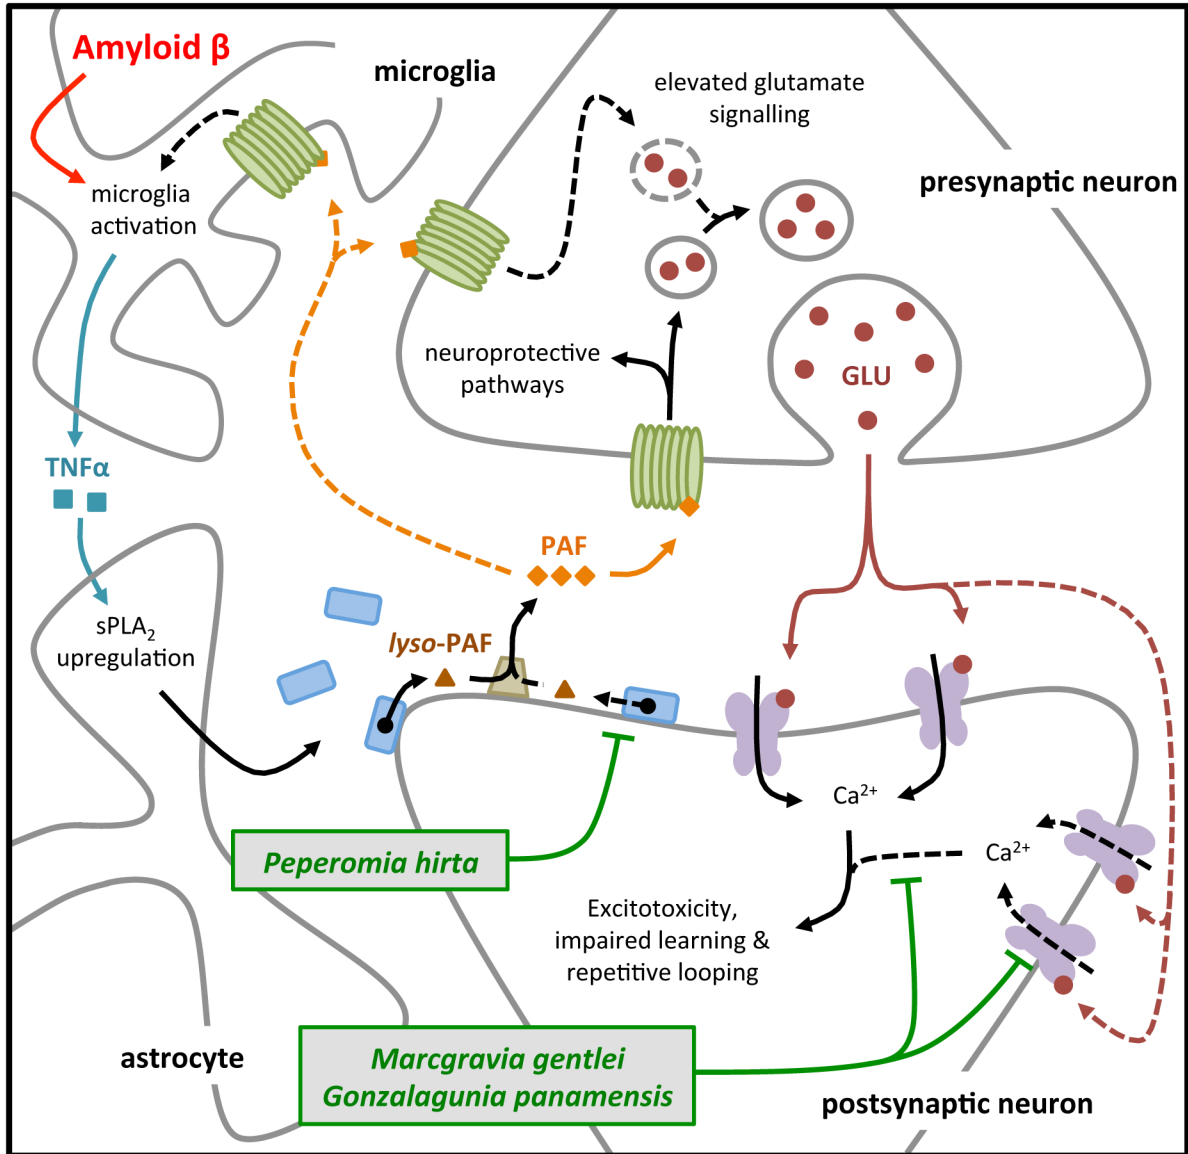 Amyloid β
microglia
elevated glutamate
signalling
presynaptic neuron
microglia
activation
neuroprotective
pathways
GLU
TNFα
PAF
sPLA₂
upregulation
lyso-PAF
Ca²⁺
Ca²⁺
Peperomia hirta
Excitotoxicity,
impaired learning &
repetitive looping
astrocyte
Marcgravia gentlei
Gonzalagunia panamensis
postsynaptic neuron